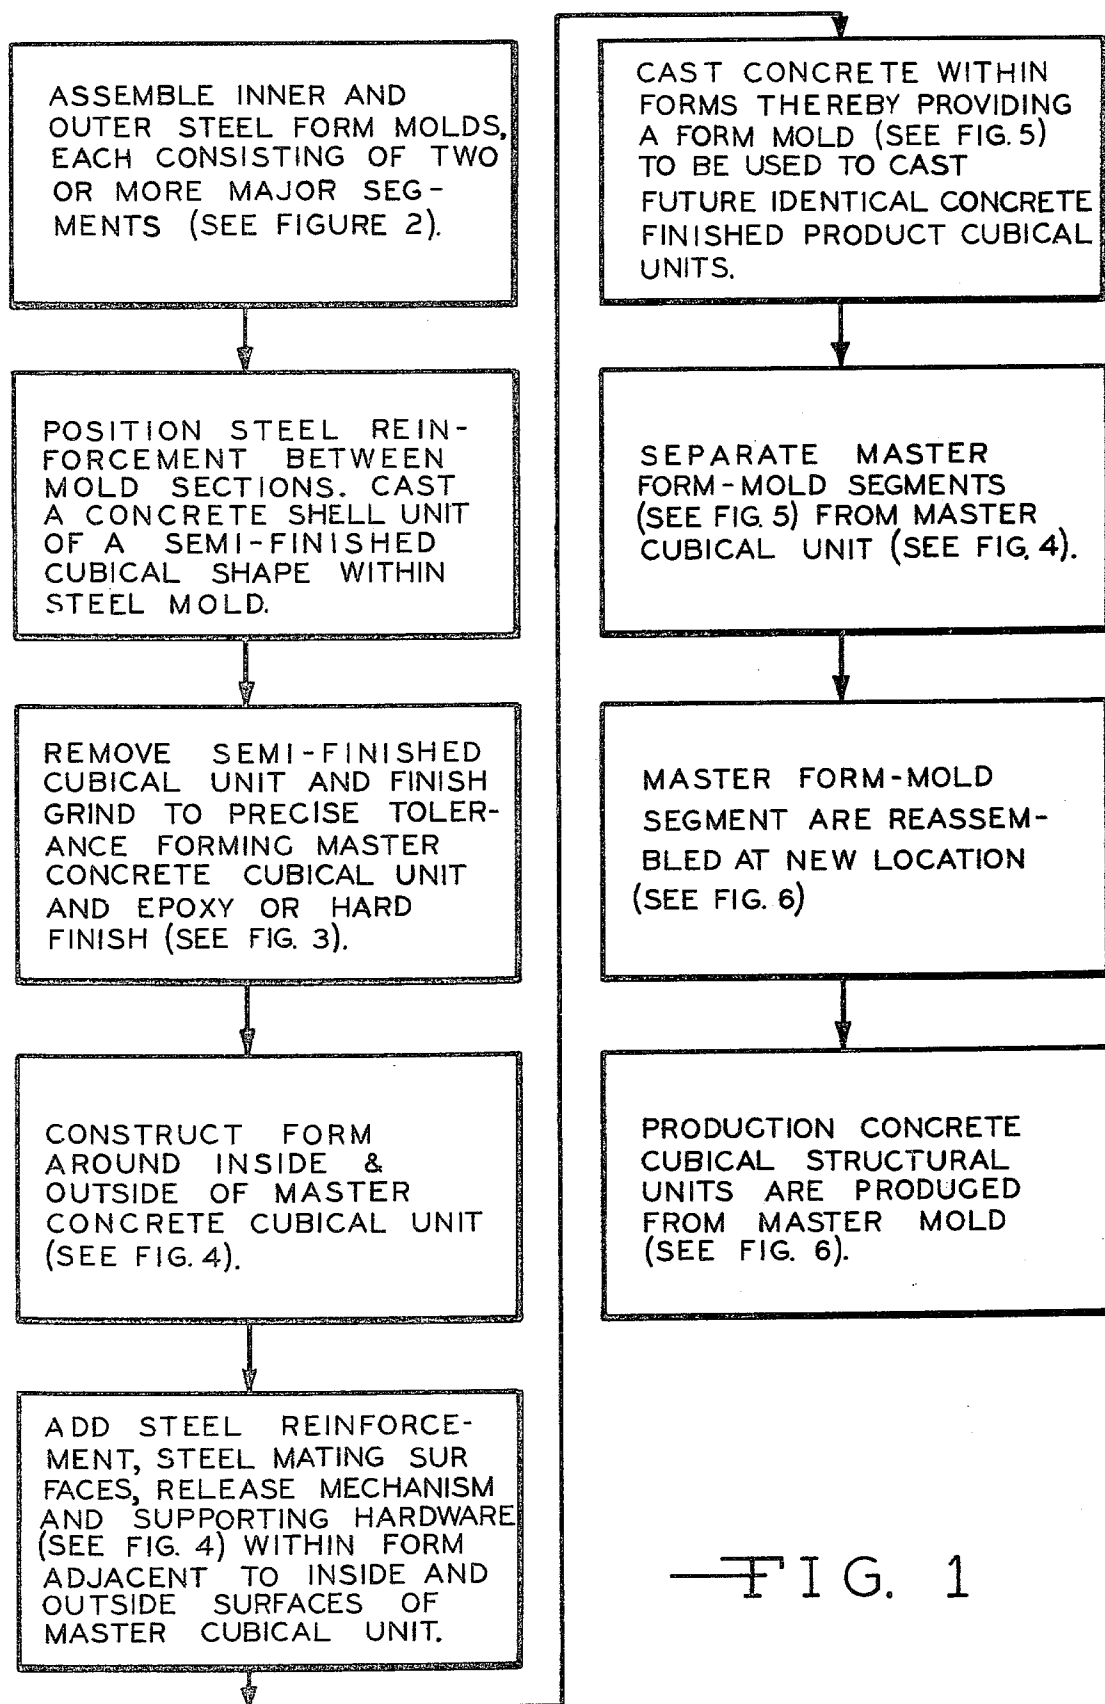 ASSEMBLE INNER AND
OUTER STEEL FORM MOLDS,
EACH CONSISTING OF TWO
OR MORE MAJOR SEG-
MENTS (SEE FIGURE 2).
POSITION STEEL REIN-
FORCEMENT BETWEEN
MOLD SECTIONS. CAST
A CONCRETE SHELL UNIT
OF A SEMI-FINISHED
CUBICAL SHAPE WITHIN
STEEL MOLD.
REMOVE SEMI-FINISHED
CUBICAL UNIT AND FINISH
GRIND TO PRECISE TOLER-
ANCE FORMING MASTER
CONCRETE CUBICAL UNIT
AND EPOXY OR HARD
FINISH (SEE FIG. 3).
CONSTRUCT FORM
AROUND INSIDE &
OUTSIDE OF MASTER
CONCRETE CUBICAL UNIT
(SEE FIG. 4).
ADD STEEL REINFORCE-
MENT, STEEL MATING SUR
FACES, RELEASE MECHANISM
AND SUPPORTING HARDWARE
(SEE FIG. 4) WITHIN FORM
ADJACENT TO INSIDE AND
OUTSIDE SURFACES OF
MASTER CUBICAL UNIT.
CAST CONCRETE WITHIN
FORMS THEREBY PROVIDING
A FORM MOLD (SEE FIG. 5)
TO BE USED TO CAST
FUTURE IDENTICAL CONCRETE
FINISHED PRODUCT CUBICAL
UNITS.
SEPARATE MASTER
FORM-MOLD SEGMENTS
(SEE FIG. 5) FROM MASTER
CUBICAL UNIT (SEE FIG. 4).
MASTER FORM-MOLD
SEGMENT ARE REASSEM-
BLED AT NEW LOCATION
(SEE FIG. 6)
PRODUCTION CONCRETE
CUBICAL STRUCTURAL
UNITS ARE PRODUCED
FROM MASTER MOLD
(SEE FIG. 6).
FIG. 1